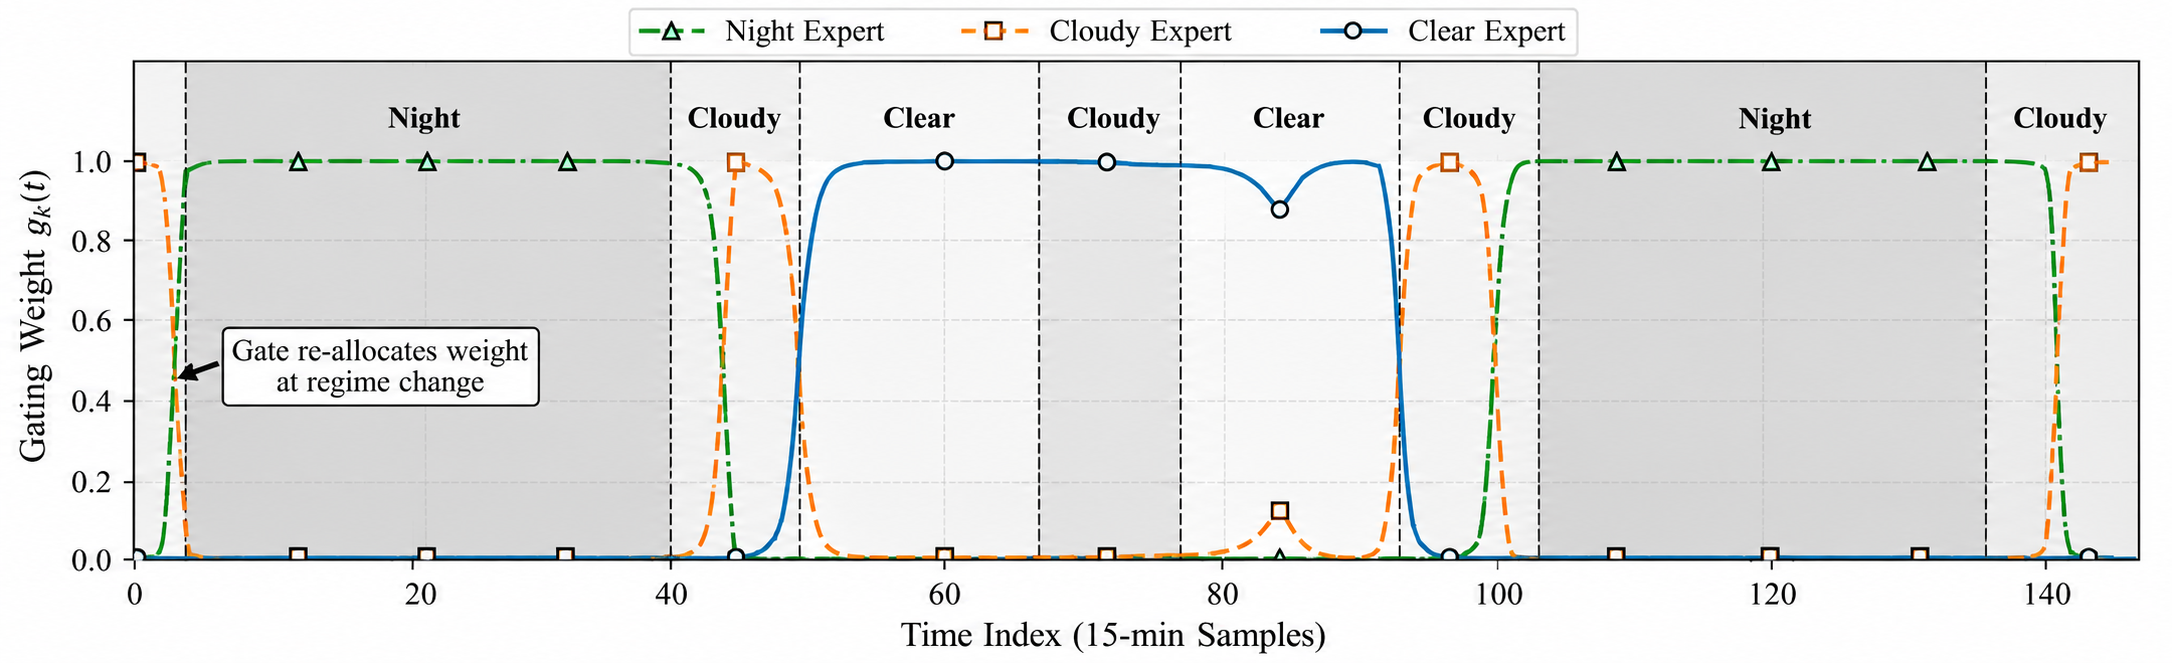 Night Expert Cloudy Expert Clear Expert
Night Cloudy Clear Cloudy Clear Cloudy Night Cloudy
1.0
0.8
0.6
0.4
0.2
0.0
Gating Weight gₖ(t)
Gate re-allocates weight
at regime change
0 20 40 60 80 100 120 140
Time Index (15-min Samples)